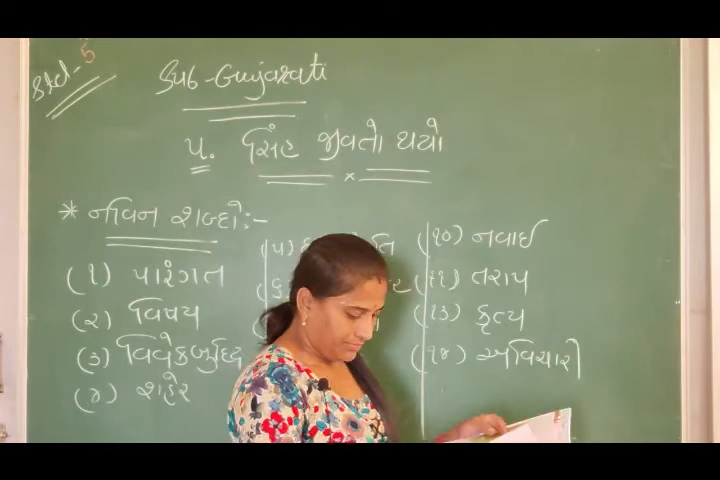 Std - 5
Sub - Gujarati
૫. સિંહ જીવતો થયો
* નવિન શબ્દો :-
(૧) પારંગત
(૨) વિષય
(૩) વિવેકબુધ્ધિ
(૪) શહેર
(૫)
(૧૦) નવાઈ
(૧૧) તરાપ
(૧૩) કૃત્ય
(૧૪) અવિચારી